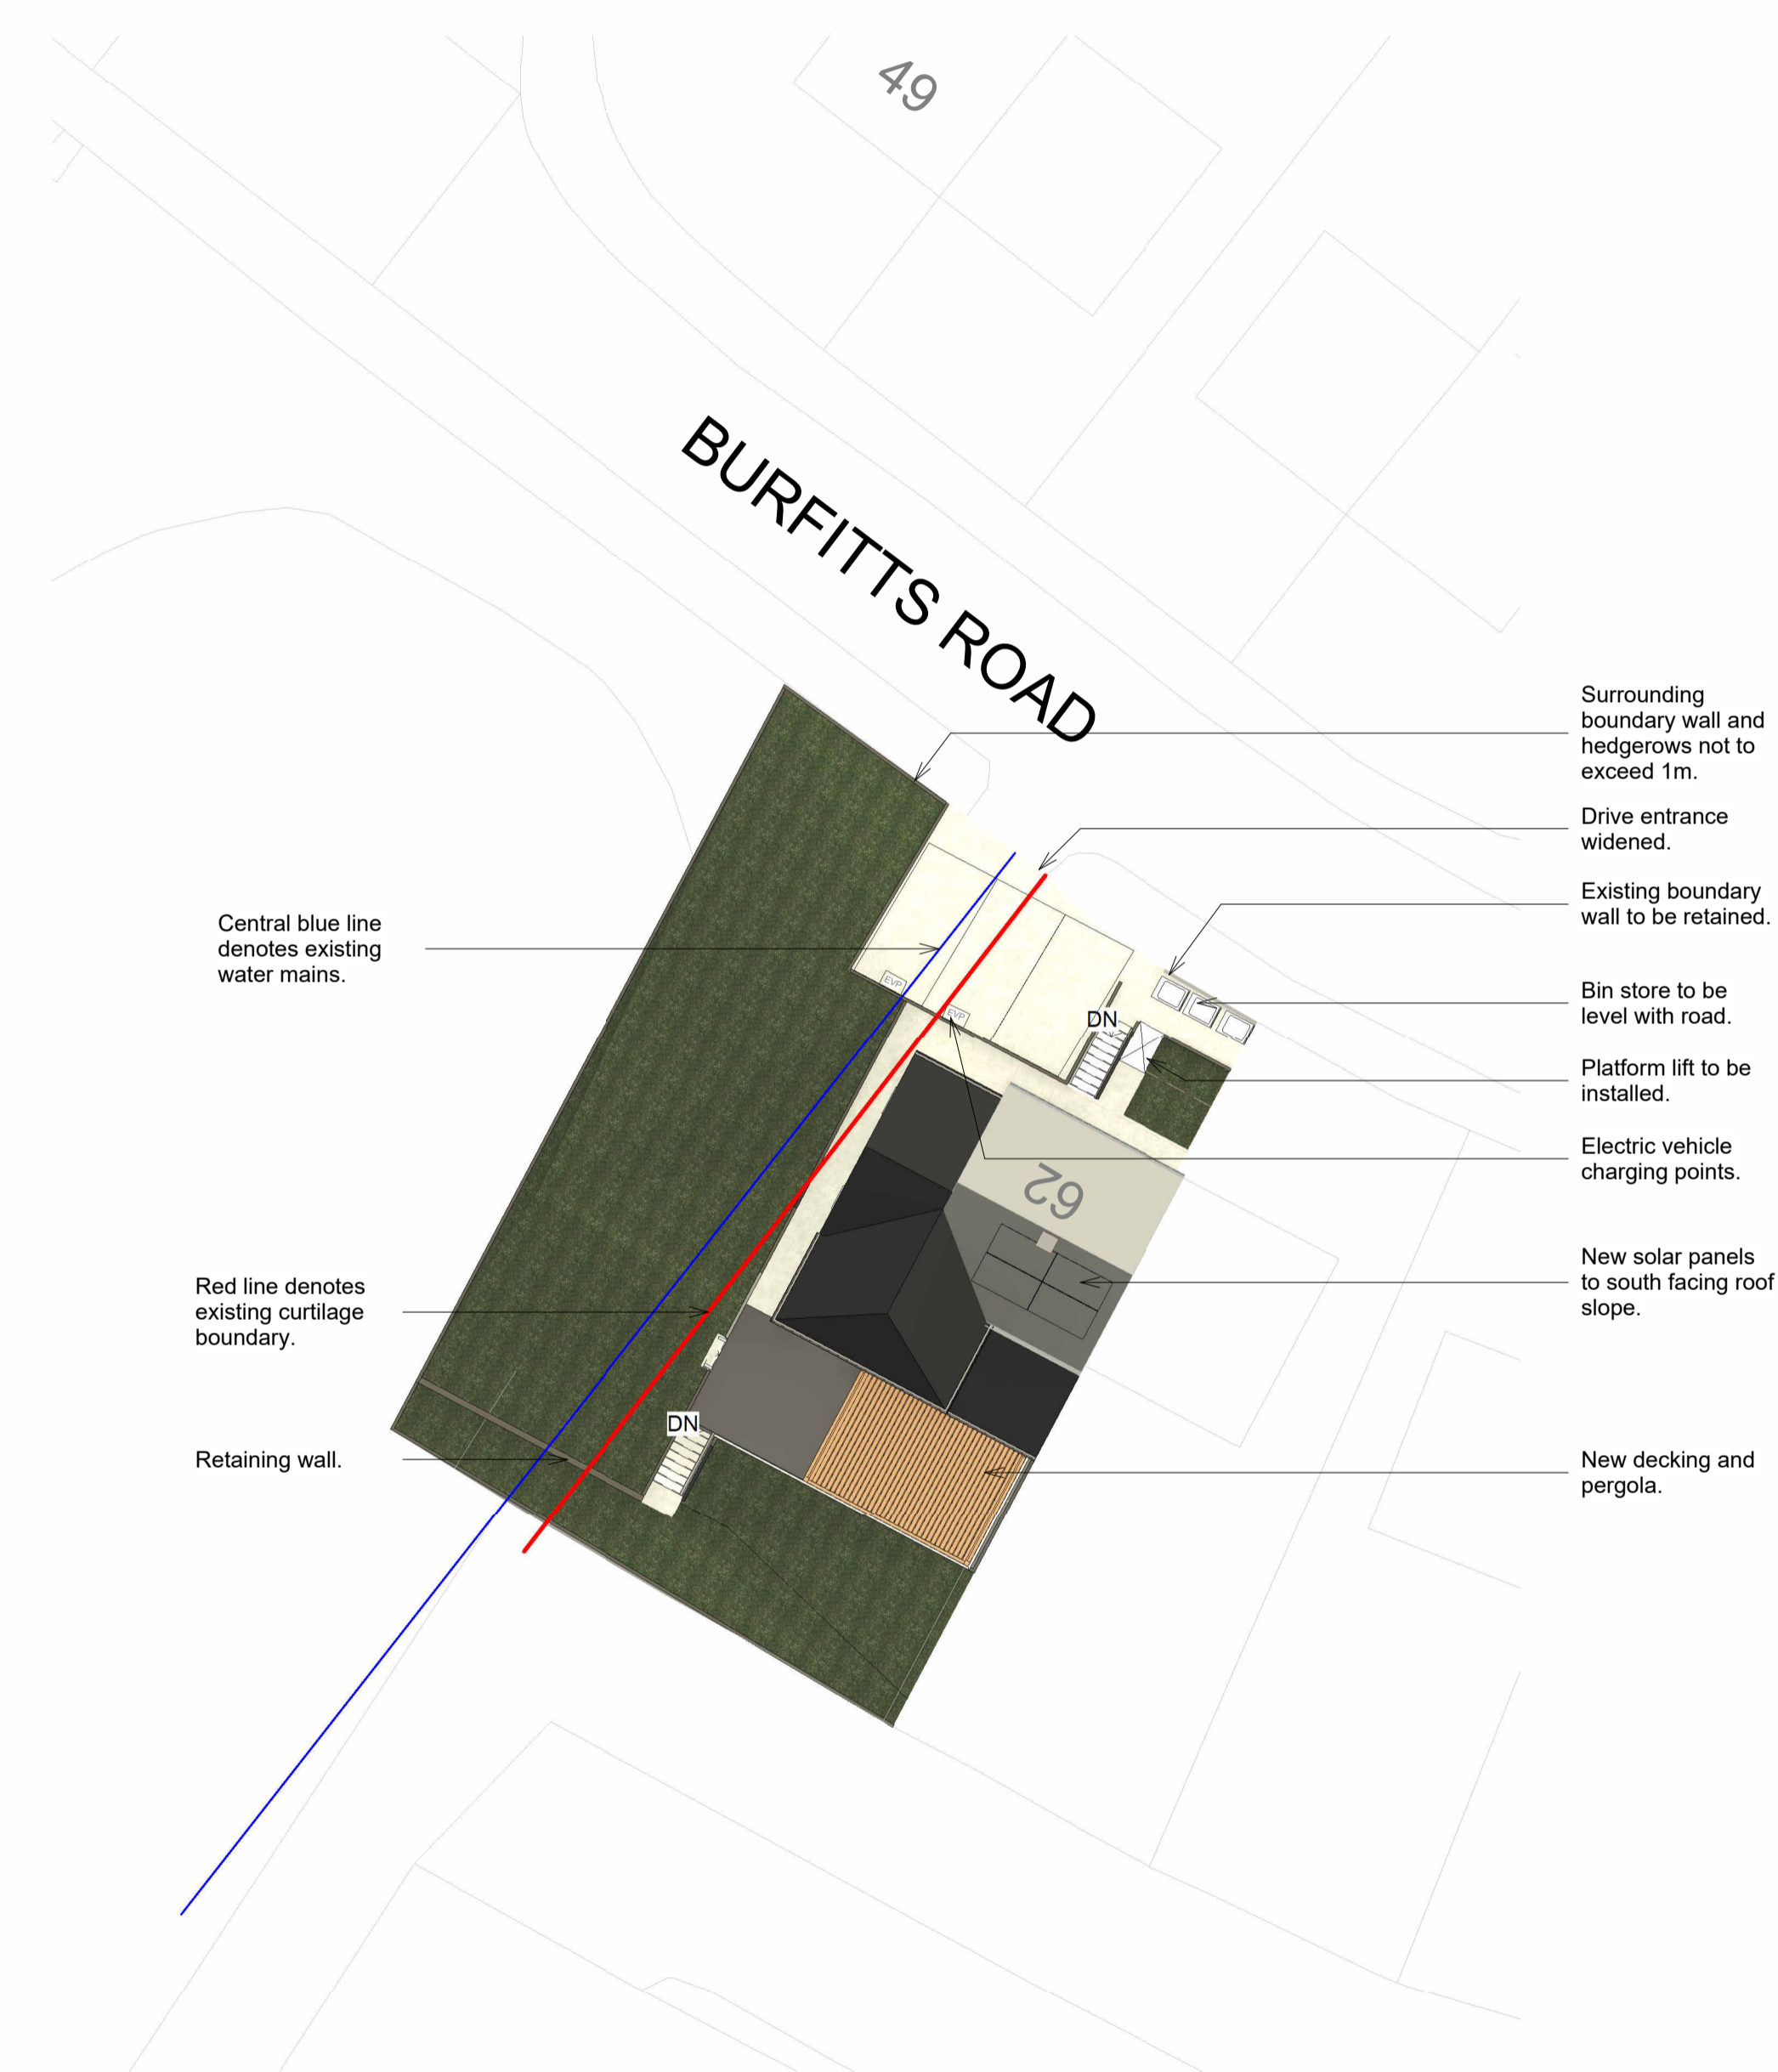 49
BURFITTS ROAD
Surrounding
boundary wall and
hedgerows not to
exceed 1m.
Drive entrance
widened.
Existing boundary
wall to be retained.
Central blue line
denotes existing
water mains.
EVP
EVP
DN
Bin store to be
level with road.
Platform lift to be
installed.
Electric vehicle
charging points.
62
New solar panels
to south facing roof
slope.
Red line denotes
existing curtilage
boundary.
DN
Retaining wall.
New decking and
pergola.